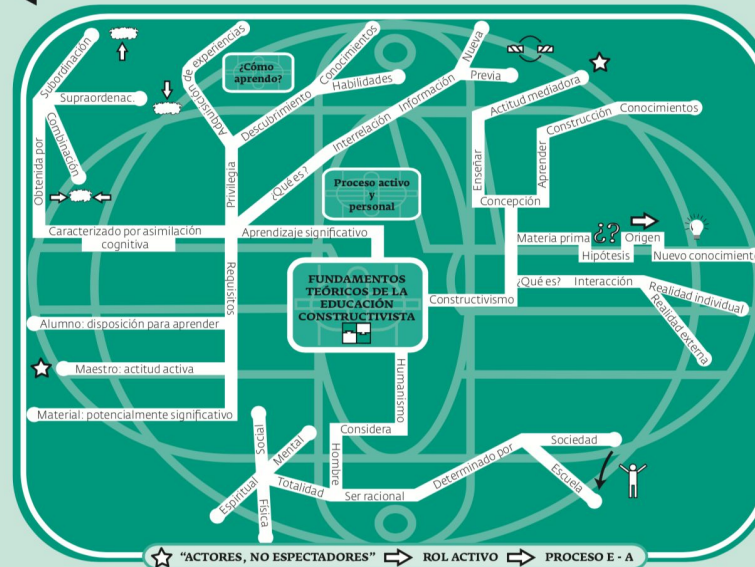 Subordinación
Supraordenac.
Combinación
Obtenida por
Caracterizado por asimilación
cognitiva
Adquisición de experiencias
¿Cómo
aprendo?
Descubrimiento
Conocimientos
Habilidades
Privilegia
¿Qué es?
Interrelación
Información
Nueva
Previa
Proceso activo
y
personal
Aprendizaje significativo
Actitud mediadora
Enseñar
Aprender
Construcción
Conocimientos
Concepción
Materia prima
¿?
Hipótesis
Origen
Nuevo conocimiento
Constructivismo
¿Qué es?
Interacción
Realidad individual
Realidad externa
FUNDAMENTOS
TEÓRICOS DE LA
EDUCACIÓN
CONSTRUCTIVISTA
Requisitos
Alumno: disposición para aprender
Maestro: actitud activa
Material: potencialmente significativo
Humanismo
Considera
Hombre
Totalidad
Social
Mental
Espiritual
Física
Ser racional
Determinado por
Sociedad
Escuela
"ACTORES, NO ESPECTADORES" ROL ACTIVO PROCESO E - A